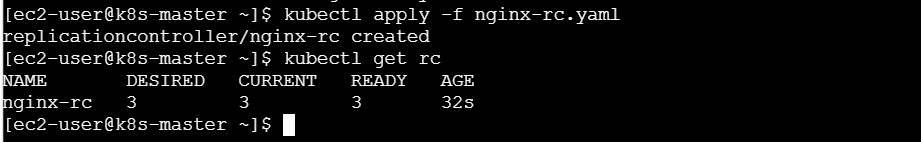 [ec2-user@k8s-master ~]$ kubectl apply -f nginx-rc.yaml
replicationcontroller/nginx-rc created
[ec2-user@k8s-master ~]$ kubectl get rc
NAME       DESIRED   CURRENT   READY   AGE
nginx-rc   3         3         3       32s
[ec2-user@k8s-master ~]$